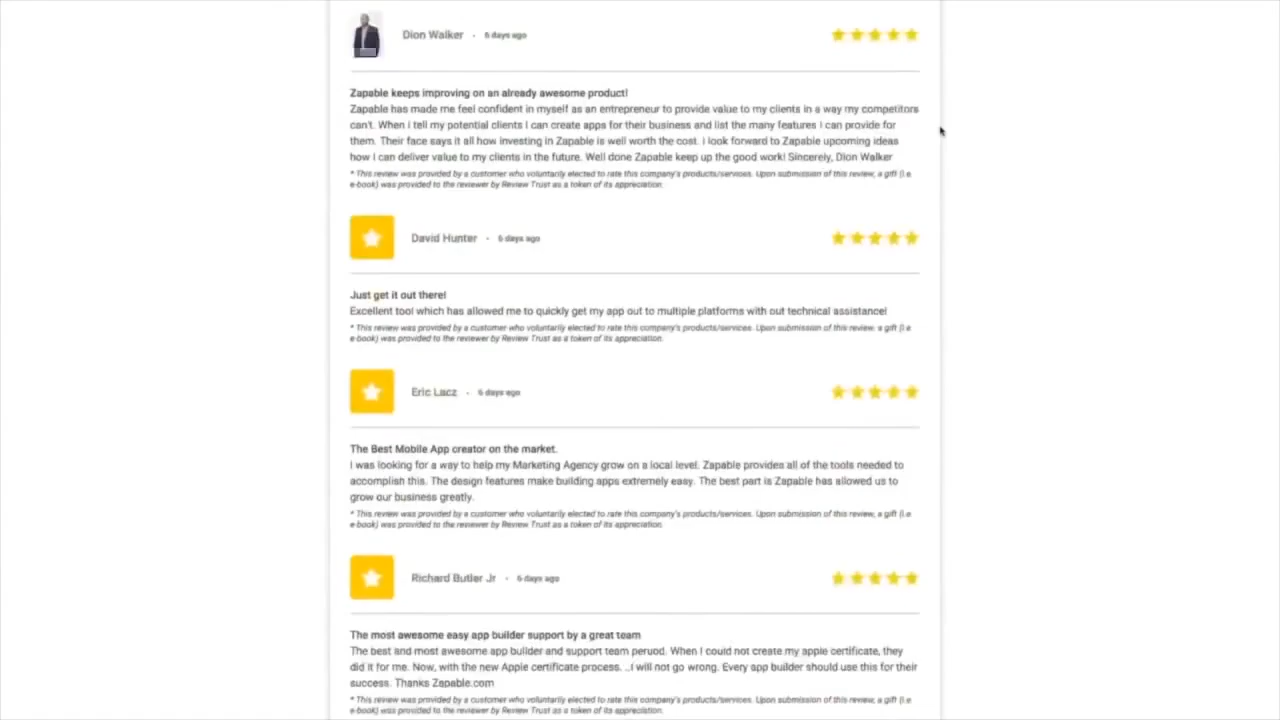 Dion Walker · 6 days ago
Zapable keeps improving on an already awesome product!
Zapable has made me feel confident in myself as an entrepreneur to provide value to my clients in a way my competitors
can't. When i tell my potential clients I can create apps for their business and list the many features I can provide for
them. Their face says it all how investing in Zapable is well worth the cost. I look forward to Zapable upcoming ideas
how I can deliver value to my clients in the future. Well done Zapable keep up the good work! Sincerely, Dion Walker
* This review was provided by a customer who voluntarily elected to rate this company's products/services. Upon submission of this review, a gift (i.e.
e-book) was provided to the reviewer by Review Trust as a token of its appreciation.
David Hunter · 6 days ago
Just get it out there!
Excellent tool which has allowed me to quickly get my app out to multiple platforms with out technical assistance!
* This review was provided by a customer who voluntarily elected to rate this company's products/services. Upon submission of this review, a gift (i.e.
e-book) was provided to the reviewer by Review Trust as a token of its appreciation.
Eric Lacz · 6 days ago
The Best Mobile App creator on the market.
I was looking for a way to help my Marketing Agency grow on a local level. Zapable provides all of the tools needed to
accomplish this. The design features make building apps extremely easy. The best part is Zapable has allowed us to
grow our business greatly.
* This review was provided by a customer who voluntarily elected to rate this company's products/services. Upon submission of this review, a gift (i.e.
e-book) was provided to the reviewer by Review Trust as a token of its appreciation.
Richard Butler Jr · 6 days ago
The most awesome easy app builder support by a great team
The best and most awesome app builder and support team peruod. When I could not create my apple certificate, they
did it for me. Now, with the new Apple certificate process. ..I will not go wrong. Every app builder should use this for their
success. Thanks Zapable.com
* This review was provided by a customer who voluntarily elected to rate this company's products/services. Upon submission of this review, a gift (i.e.
e-book) was provided to the reviewer by Review Trust as a token of its appreciation.